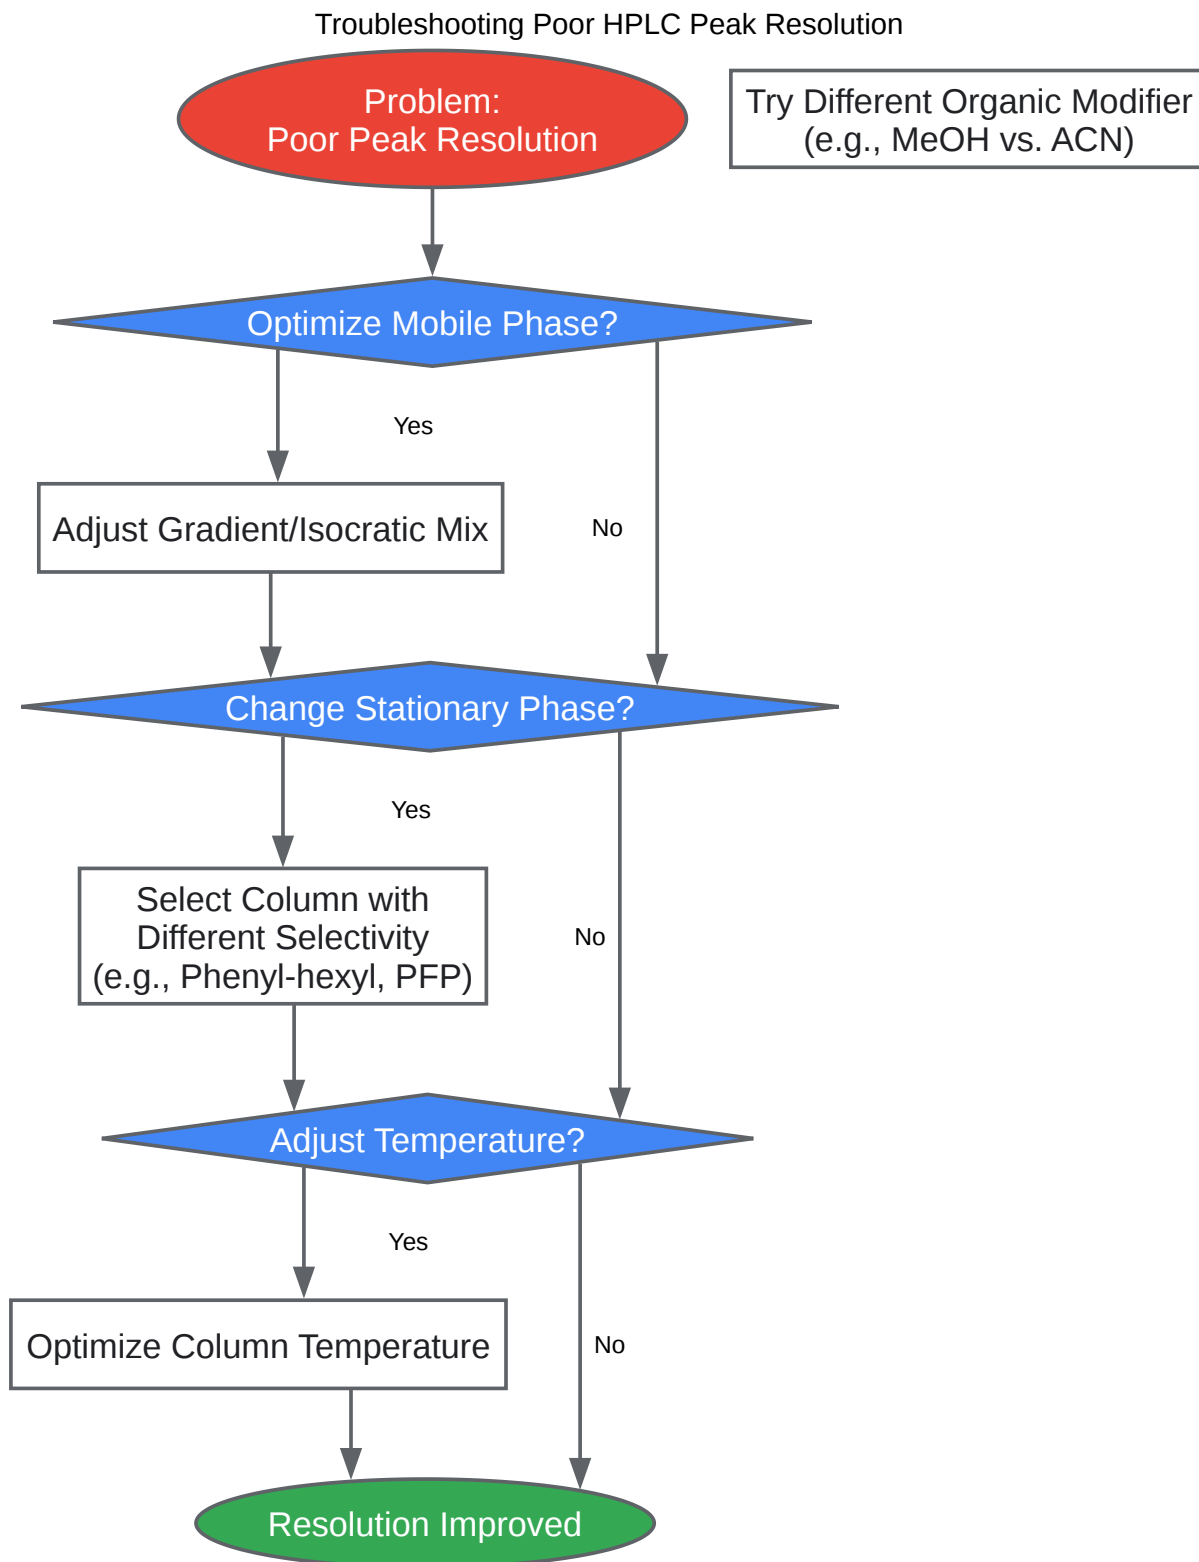 Troubleshooting Poor HPLC Peak Resolution
Problem:
Poor Peak Resolution
Try Different Organic Modifier
(e.g., MeOH vs. ACN)
Optimize Mobile Phase?
Yes
Adjust Gradient/Isocratic Mix
No
Change Stationary Phase?
Yes
Select Column with
Different Selectivity
(e.g., Phenyl-hexyl, PFP)
No
Adjust Temperature?
Yes
Optimize Column Temperature
No
Resolution Improved